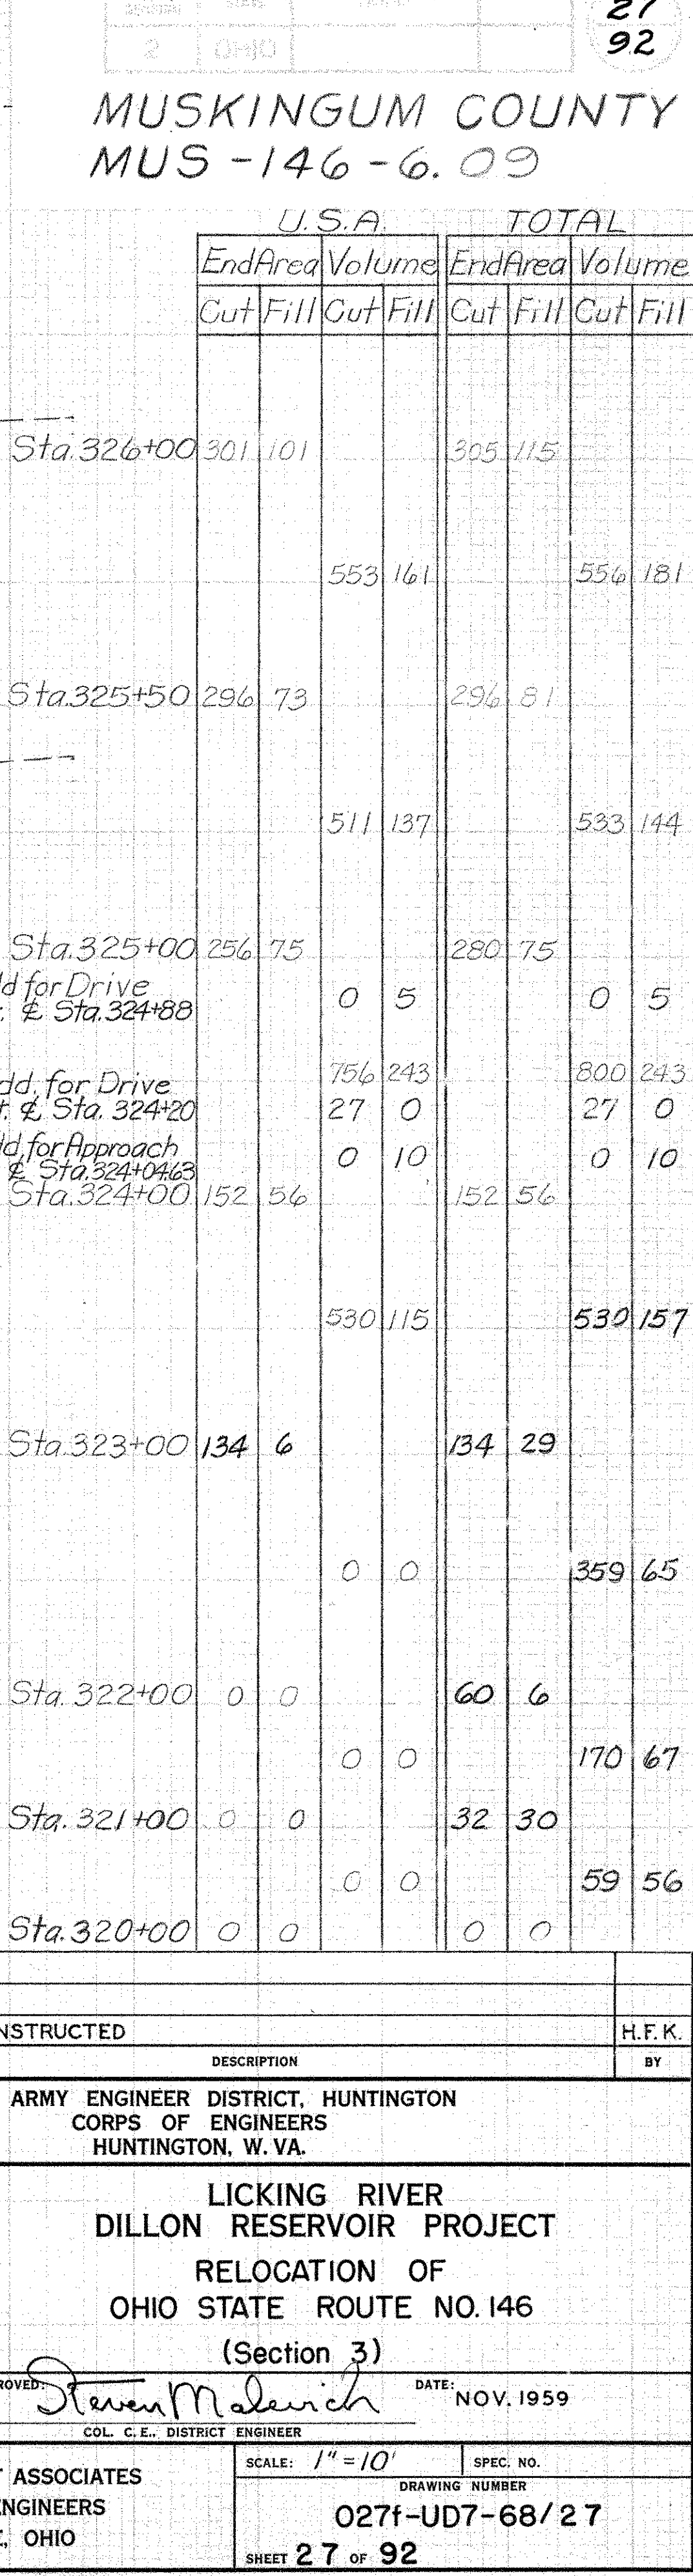 27
92
2 OHIO
MUSKINGUM COUNTY
MUS-146-6.09
U.S.A. TOTAL
End Area Volume End Area Volume
Cut Fill Cut Fill Cut Fill Cut Fill
Sta. 326+00 301 101 305 115
553 161 556 181
Sta. 325+50 296 73 296 81
511 137 533 144
Sta. 325+00 256 75 280 75
dd for Drive
℄ Sta. 324+88 0 5 0 5
756 243 800 243
dd. for Drive
℄ Sta. 324+20 27 0 27 0
dd. for Approach
℄ Sta. 324+04.63 0 10 0 10
Sta. 324+00 152 56 152 56
530 115 530 157
Sta. 323+00 134 6 134 29
0 0 359 65
Sta. 322+00 0 0 60 6
0 0 170 67
Sta. 321+00 0 0 32 30
0 0 59 56
Sta. 320+00 0 0 0 0
NSTRUCTED H.F.K.
DESCRIPTION BY
ARMY ENGINEER DISTRICT, HUNTINGTON
CORPS OF ENGINEERS
HUNTINGTON, W. VA.
LICKING RIVER
DILLON RESERVOIR PROJECT
RELOCATION OF
OHIO STATE ROUTE NO. 146
(Section 3)
ROVED: Steven Malevich DATE: NOV. 1959
COL. C.E., DISTRICT ENGINEER
T ASSOCIATES
NGINEERS
E, OHIO
SCALE: 1"=10' SPEC. NO.
DRAWING NUMBER
027f-UD7-68/27
SHEET 27 OF 92